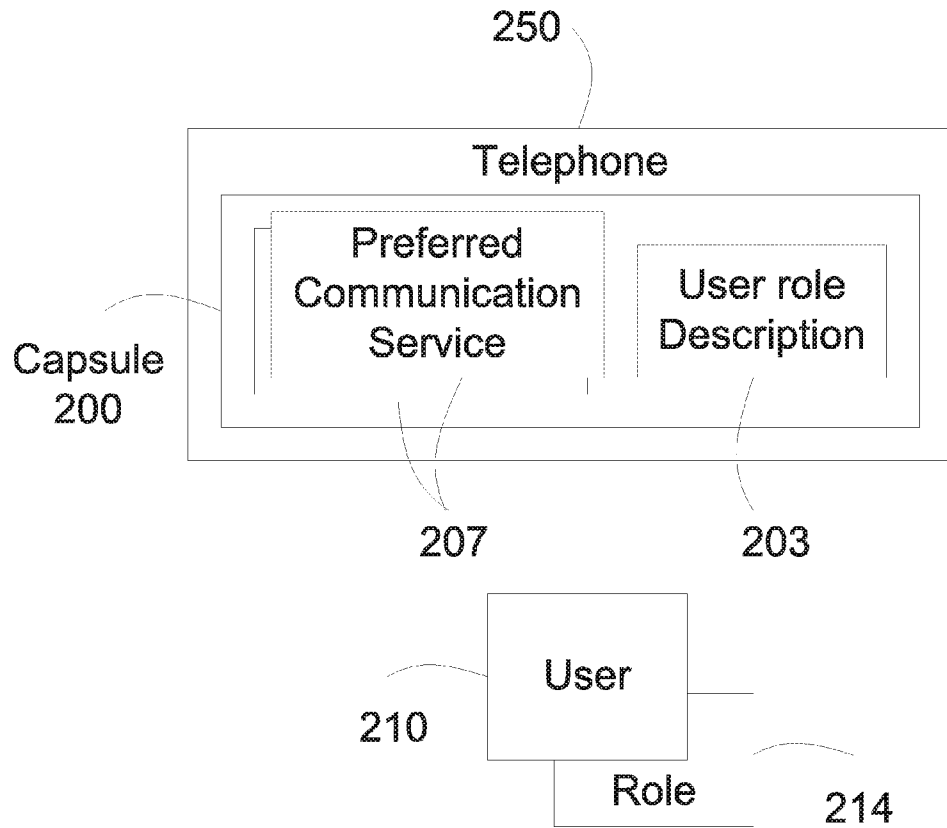 250
Telephone
Preferred
Communication
Service
User role
Description
Capsule
200
207
203
User
210
Role
214